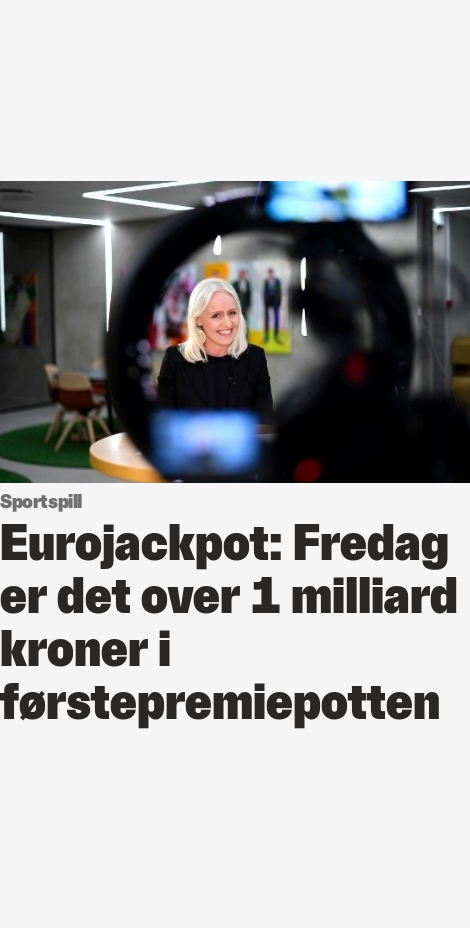 Sportspill
Eurojackpot: Fredag
er det over 1 milliard
kroner i
førstepremiepotten